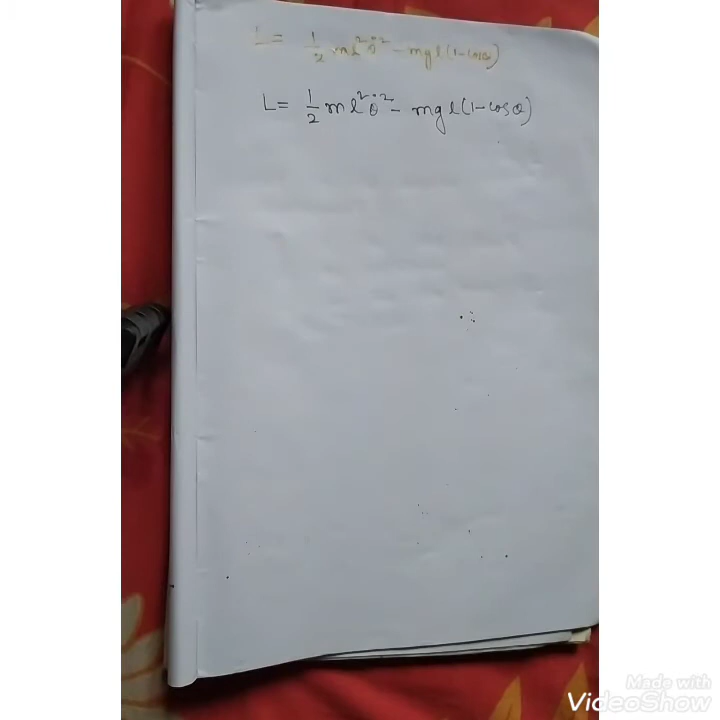 L = 1/2 ml²θ̇² - mgl(1-cosθ)
L = 1/2 ml²θ̇² - mgl(1-cosθ)
Made with
VideoShow